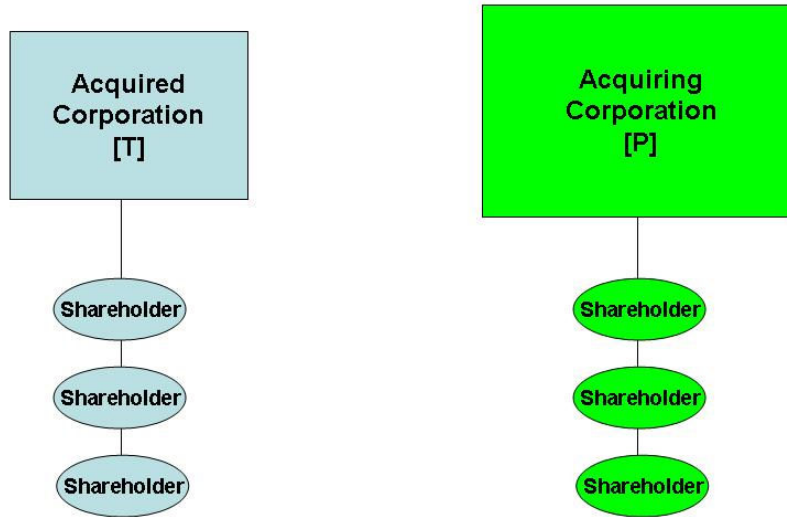 Acquired
Corporation
[T]
Acquiring
Corporation
[P]
Shareholder
Shareholder
Shareholder
Shareholder
Shareholder
Shareholder